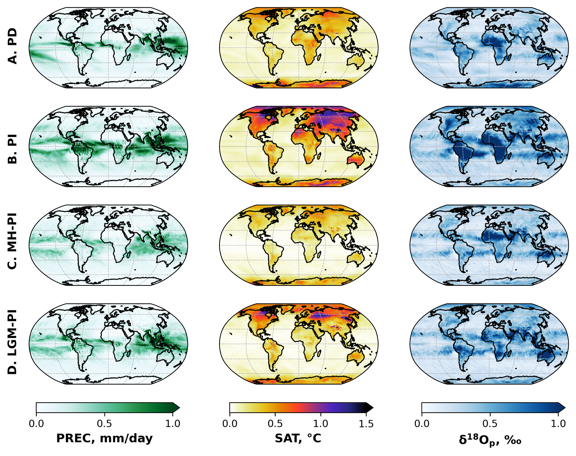 A. PD
B. PI
C. MH-PI
D. LGM-PI
0.0 0.5 1.0
PREC, mm/day
0.0 0.5 1.0 1.5
SAT, °C
0.0 0.5 1.0
δ¹⁸Oₚ, ‰